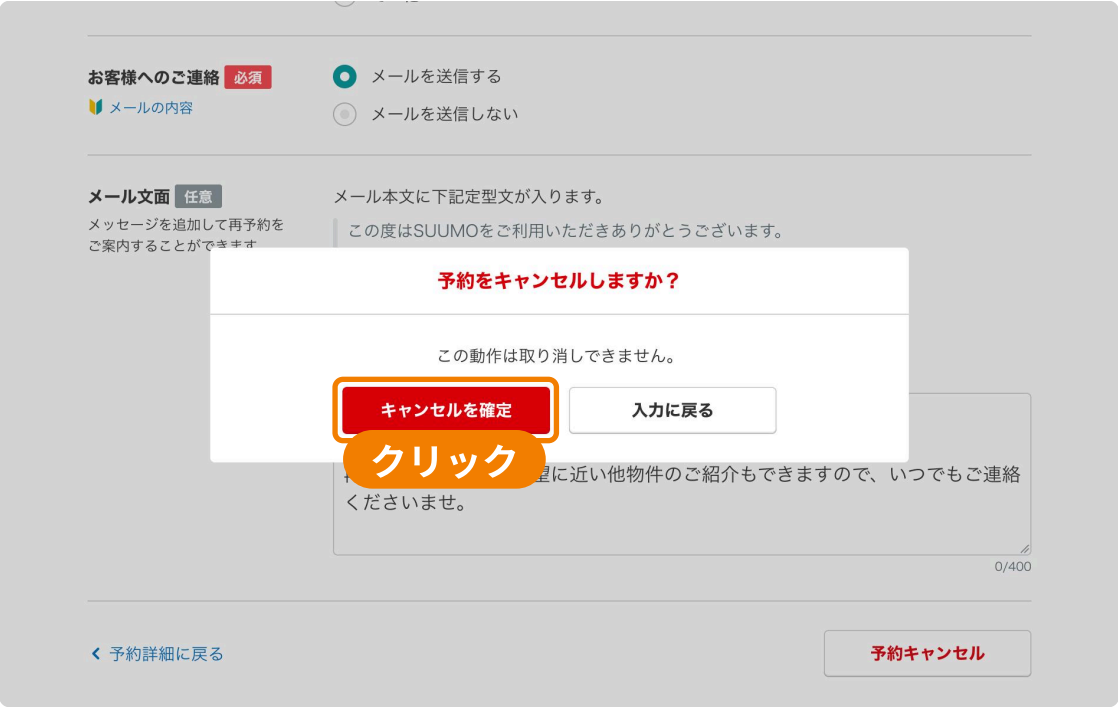 お客様へのご連絡 必須
メールの内容
メールを送信する
メールを送信しない
メール文面 任意
メッセージを追加して再予約を
ご案内することができます
メール本文に下記定型文が入ります。
この度はSUUMOをご利用いただきありがとうございます。
予約をキャンセルしますか？
この動作は取り消しできません。
キャンセルを確定
入力に戻る
クリック
望に近い他物件のご紹介もできますので、いつでもご連絡
くださいませ。
0/400
予約詳細に戻る
予約キャンセル